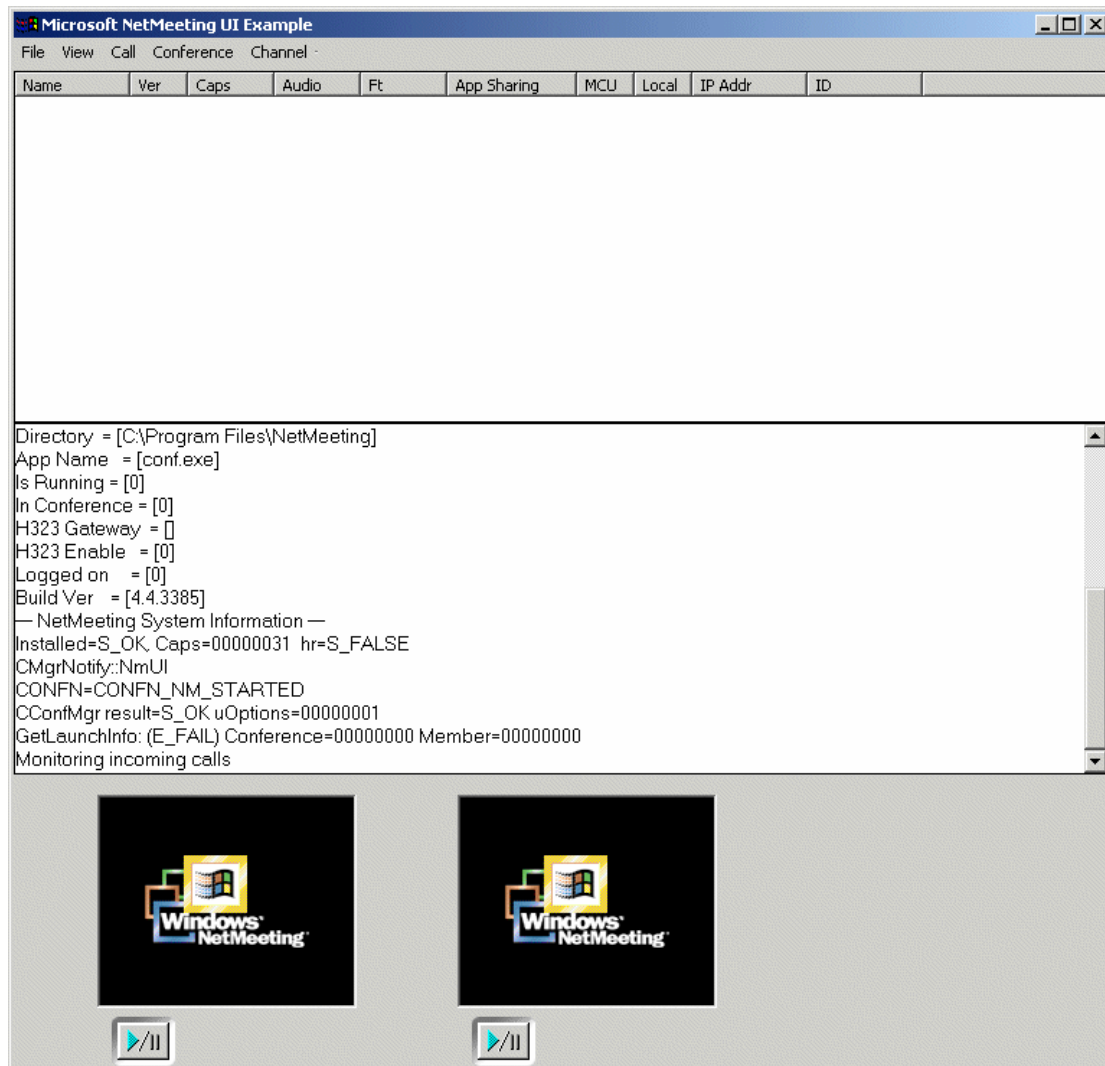 Microsoft NetMeeting UI Example
File View Call Conference Channel
Name Ver Caps Audio Ft App Sharing MCU Local IP Addr ID
Directory = [C:\Program Files\NetMeeting]
App Name = [conf.exe]
Is Running = [0]
In Conference = [0]
H323 Gateway = []
H323 Enable = [0]
Logged on = [0]
Build Ver = [4.4.3385]
— NetMeeting System Information —
Installed=S_OK, Caps=00000031 hr=S_FALSE
CMgrNotify::NmUI
CONFN=CONFN_NM_STARTED
CConfMgr result=S_OK uOptions=00000001
GetLaunchInfo: (E_FAIL) Conference=00000000 Member=00000000
Monitoring incoming calls
Windows
NetMeeting
Windows
NetMeeting